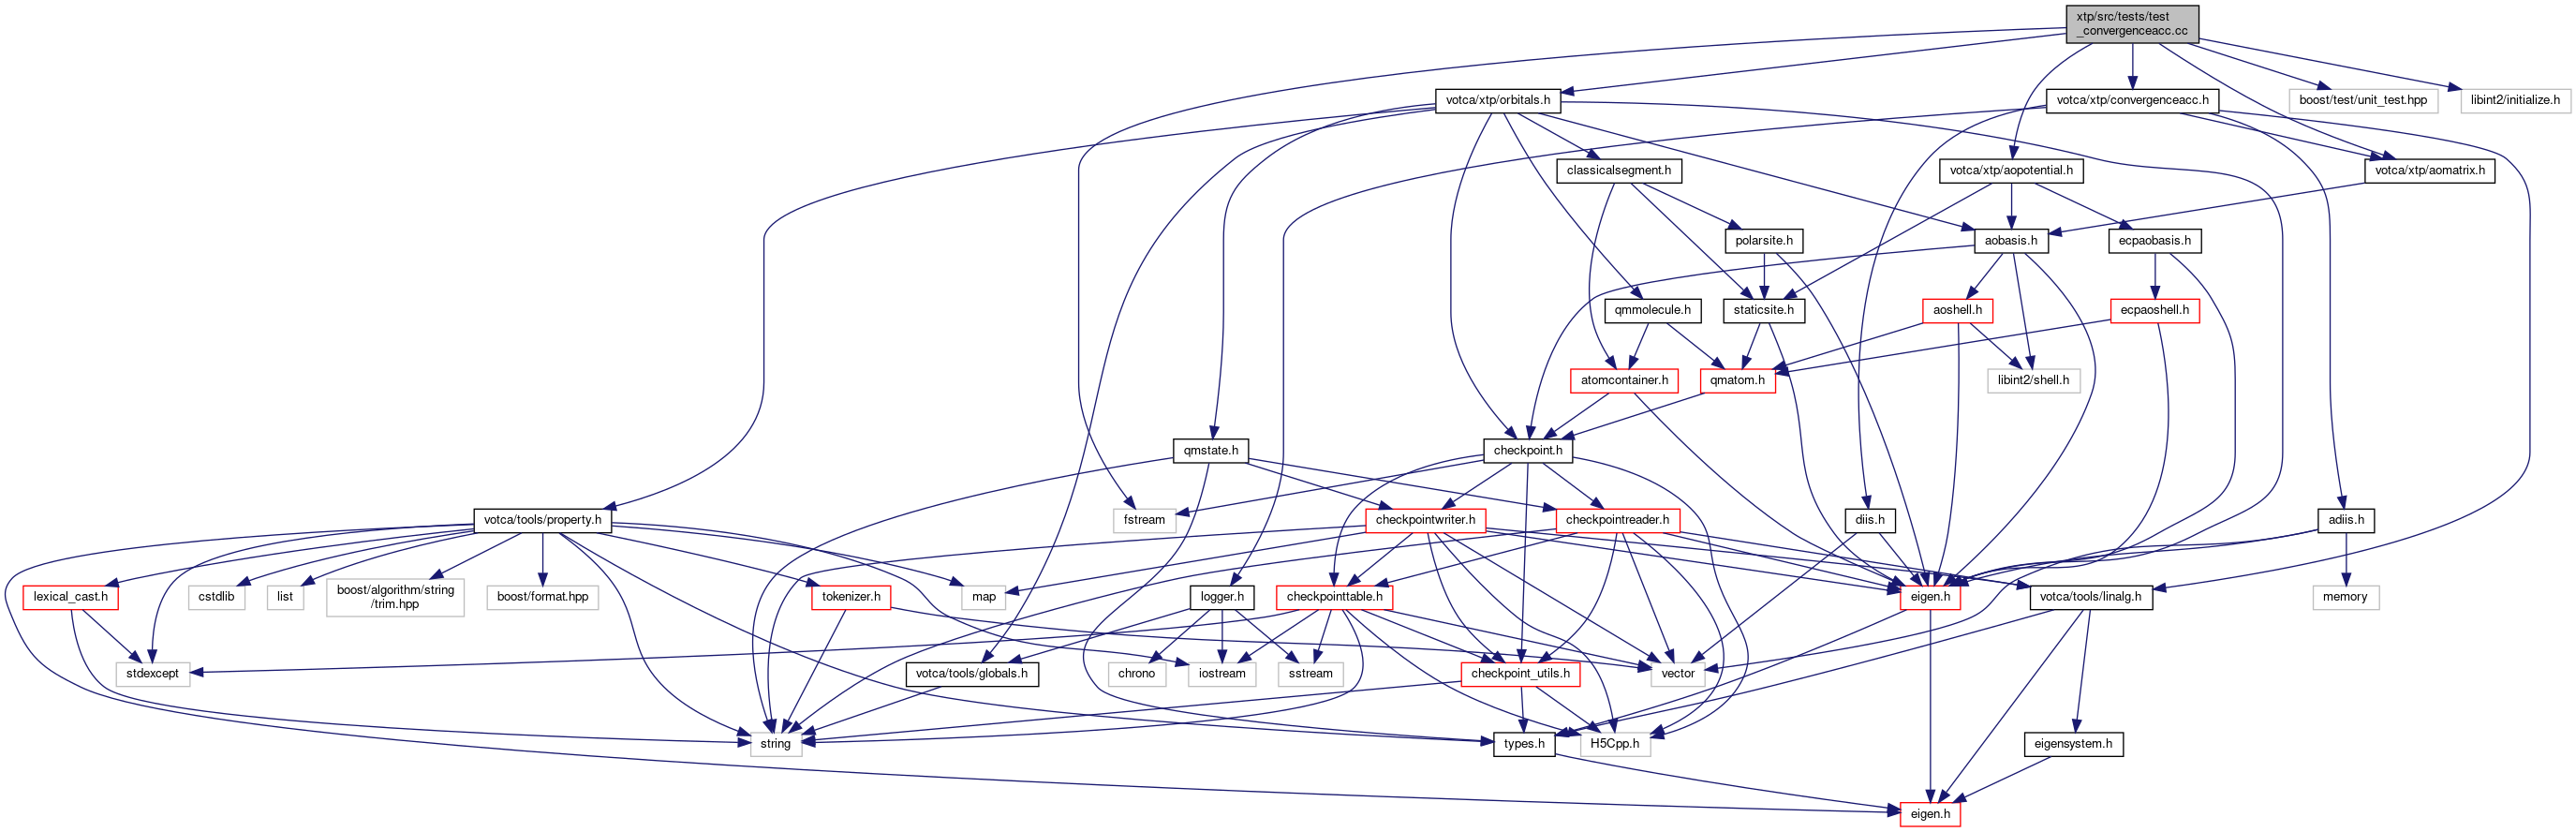 xtp/src/tests/test
_convergenceacc.cc
votca/xtp/orbitals.h
votca/xtp/convergenceacc.h
boost/test/unit_test.hpp
libint2/initialize.h
classicalsegment.h
votca/xtp/aopotential.h
votca/xtp/aomatrix.h
polarsite.h
aobasis.h
ecpaobasis.h
qmmolecule.h
staticsite.h
aoshell.h
ecpaoshell.h
atomcontainer.h
qmatom.h
libint2/shell.h
qmstate.h
checkpoint.h
votca/tools/property.h
fstream
checkpointwriter.h
checkpointreader.h
diis.h
adiis.h
lexical_cast.h
cstdlib
list
boost/algorithm/string
/trim.hpp
boost/format.hpp
tokenizer.h
map
logger.h
checkpointtable.h
eigen.h
votca/tools/linalg.h
memory
stdexcept
votca/tools/globals.h
chrono
iostream
sstream
checkpoint_utils.h
vector
string
types.h
H5Cpp.h
eigensystem.h
eigen.h